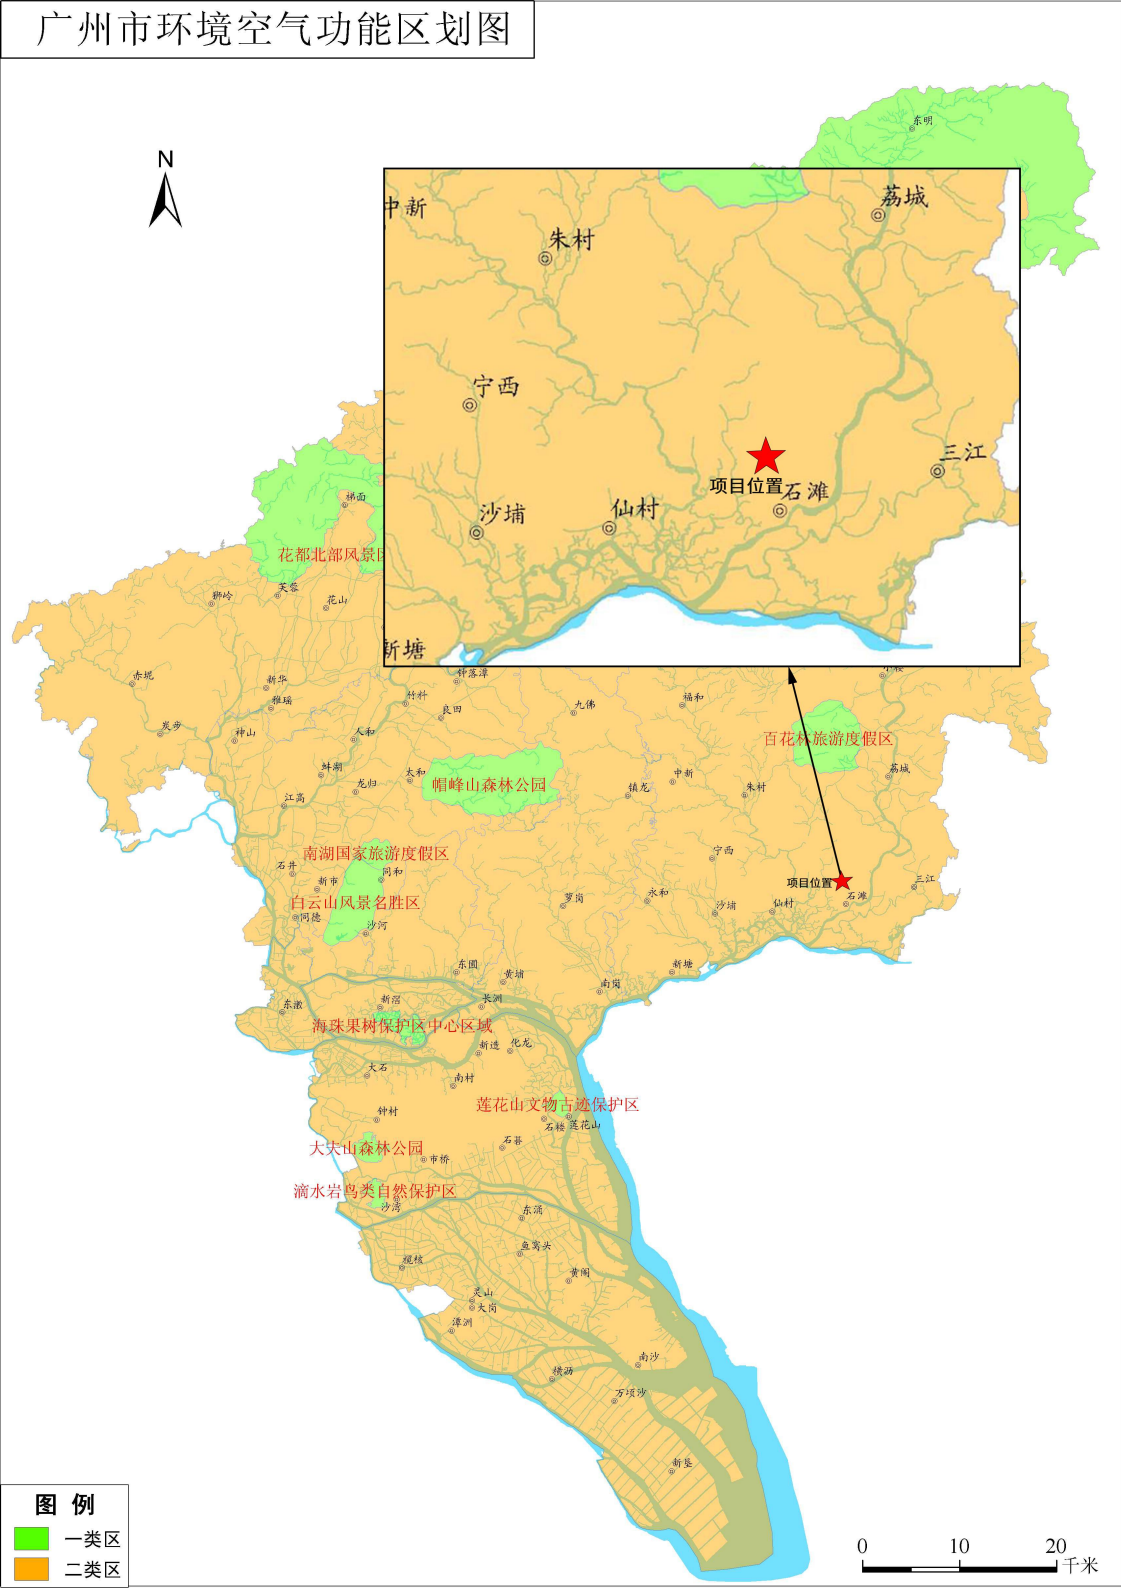 广州市环境空气功能区划图
N
东明
中新
荔城
朱村
宁西
三江
项目位置
石滩
沙埔
仙村
新塘
梯面
花都北部风景区
芙蓉
狮岭
花山
钟落潭
赤坭
新华
竹料
雅瑶
良田
九佛
福和
炭步
神山
人和
百花林旅游度假区
蚌湖
太和
龙归
帽峰山森林公园
镇龙
中新
朱村
荔城
江高
南湖国家旅游度假区
宁西
石井
同和
新市
项目位置
三江
白云山风景名胜区
萝岗
永和
沙埔
仙村
石滩
同德
沙河
东圃
黄埔
新塘
南岗
东漖
新滘
长洲
海珠果树保护区中心区域
新造
化龙
大石
南村
莲花山文物古迹保护区
钟村
石楼
莲花山
大夫山森林公园
石碁
市桥
滴水岩鸟类自然保护区
沙湾
东涌
鱼窝头
榄核
黄阁
灵山
大岗
潭洲
南沙
横沥
万顷沙
新垦
图 例
一类区
二类区
0 10 20
千米